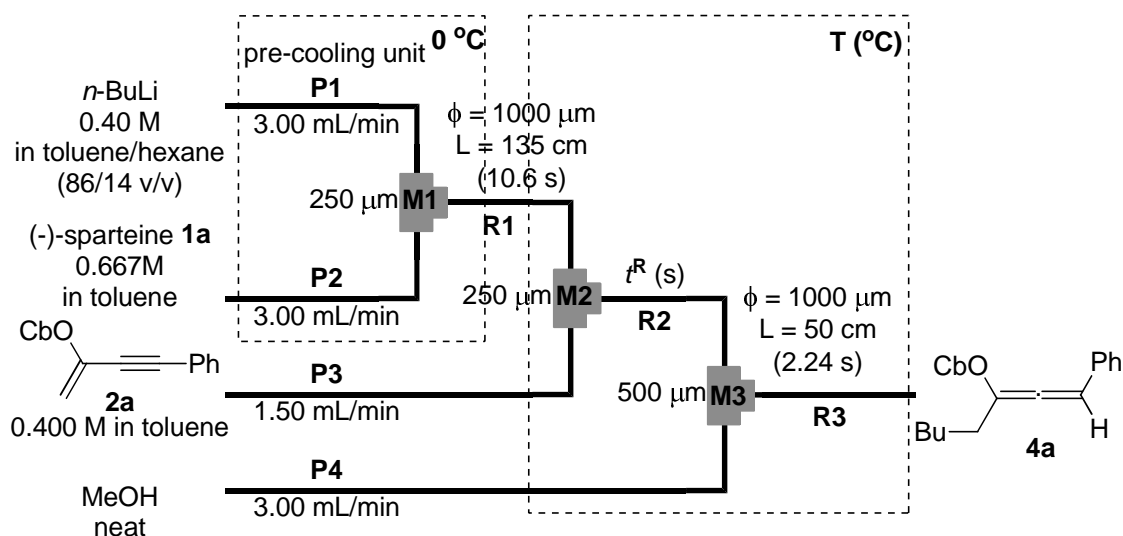 0 °C
T (°C)
pre-cooling unit
n-BuLi
0.40 M
in toluene/hexane
(86/14 v/v)
P1
3.00 mL/min
ϕ = 1000 μm
L = 135 cm
(10.6 s)
250 μm M1
R1
(-)-sparteine 1a
0.667M
in toluene
P2
3.00 mL/min
250 μm M2
tR (s)
R2
ϕ = 1000 μm
L = 50 cm
(2.24 s)
CbO
Ph
2a
0.400 M in toluene
P3
1.50 mL/min
500 μm M3
R3
CbO
Ph
Bu
H
4a
MeOH
neat
P4
3.00 mL/min